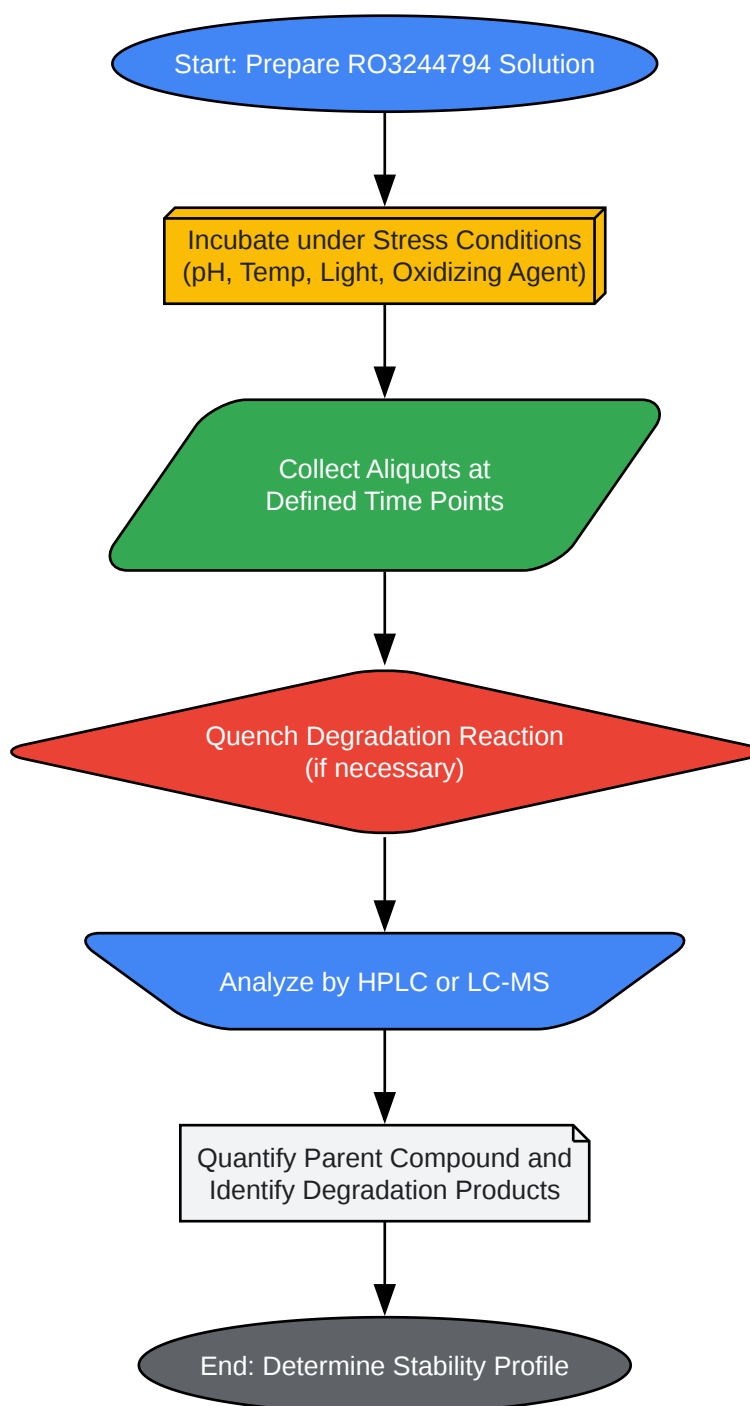 Start: Prepare RO3244794 Solution
Incubate under Stress Conditions
(pH, Temp, Light, Oxidizing Agent)
Collect Aliquots at
Defined Time Points
Quench Degradation Reaction
(if necessary)
Analyze by HPLC or LC-MS
Quantify Parent Compound and
Identify Degradation Products
End: Determine Stability Profile